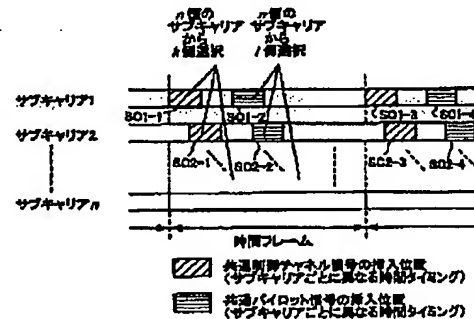 n個の サブキャリア から k個選択
n個の サブキャリア から l個選択
サブキャリア1
S01-1 S01-2 S01-3 S01-4
サブキャリア2
S02-1 S02-2 S02-3 S02-4
サブキャリアn
時間フレーム
共通制御チャネル信号の挿入位置
(サブキャリアごとに異なる時間タイミング)
共通パイロット信号の挿入位置
(サブキャリアごとに異なる時間タイミング)